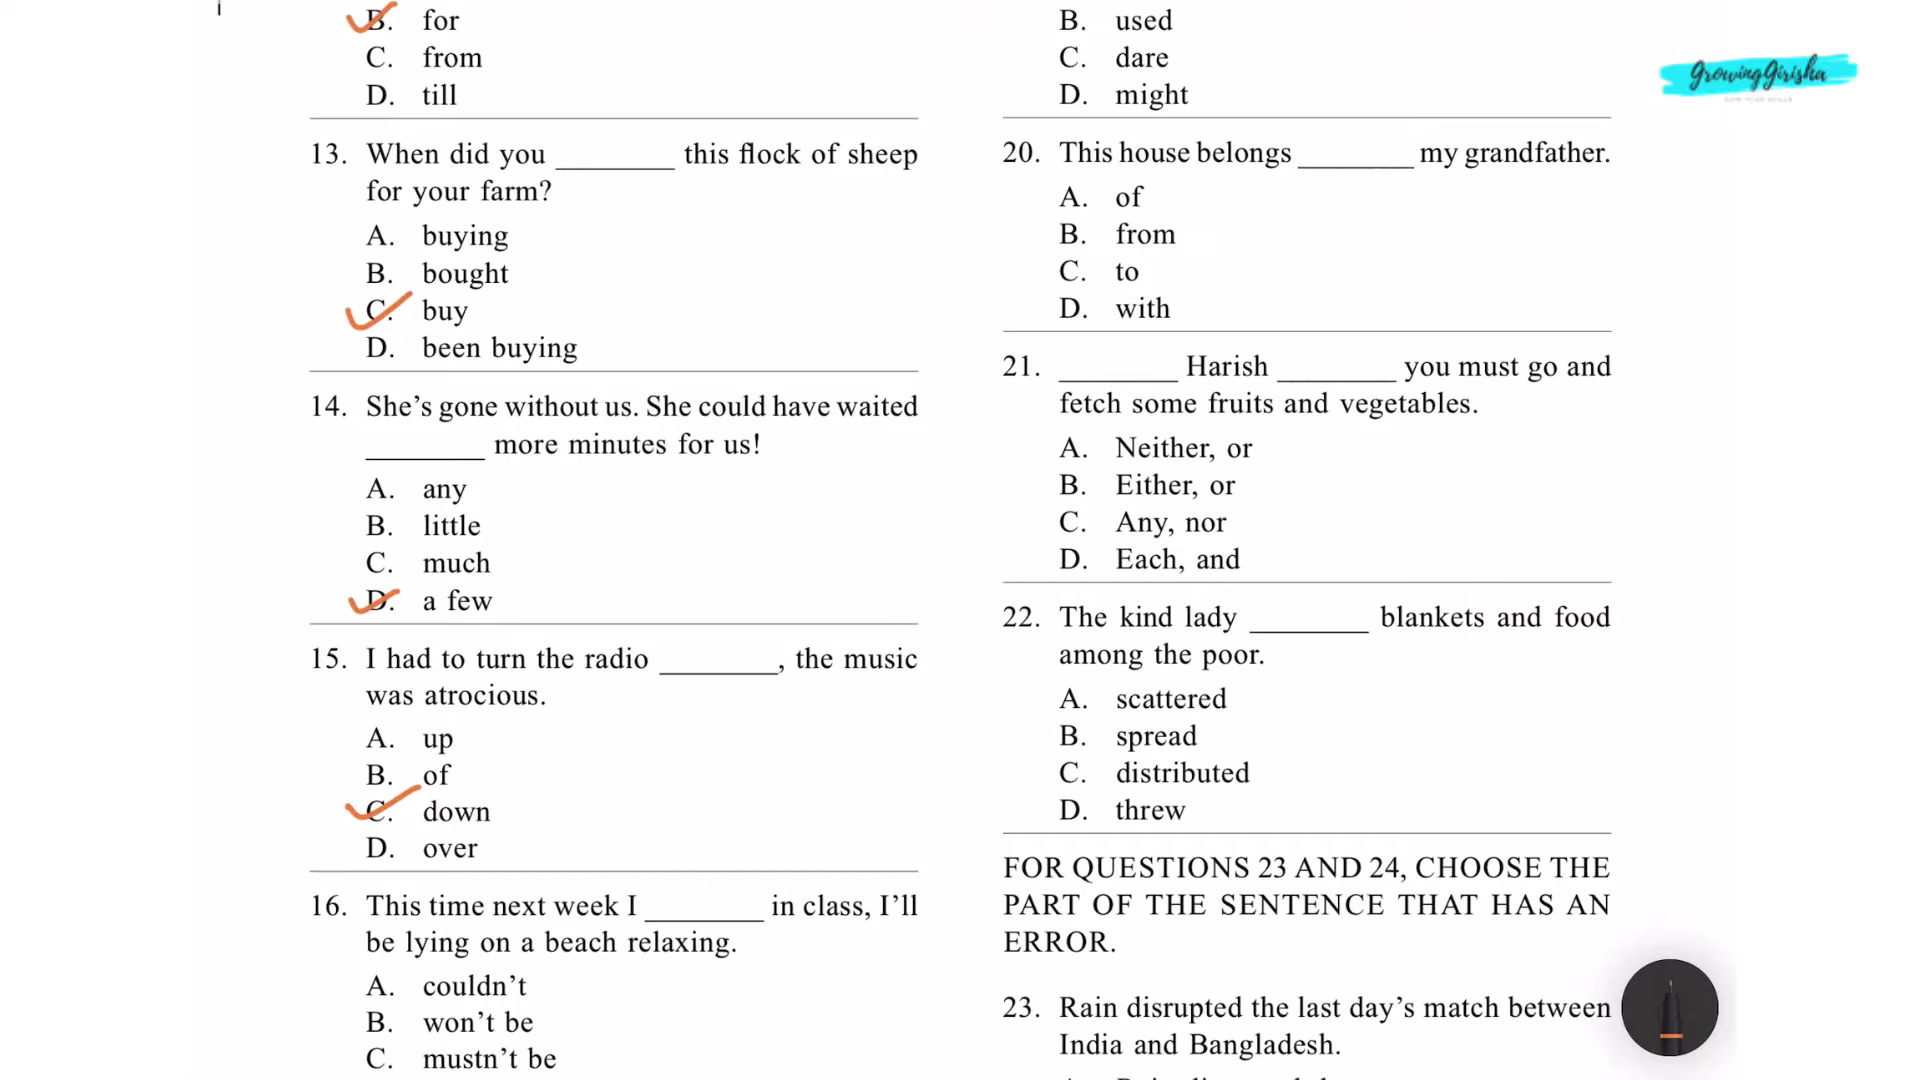 B. for
C. from
D. till
13. When did you ________ this flock of sheep
for your farm?
A. buying
B. bought
C. buy
D. been buying
14. She’s gone without us. She could have waited
________ more minutes for us!
A. any
B. little
C. much
D. a few
15. I had to turn the radio ________, the music
was atrocious.
A. up
B. of
C. down
D. over
16. This time next week I ________ in class, I’ll
be lying on a beach relaxing.
A. couldn’t
B. won’t be
C. mustn’t be
B. used
C. dare
D. might
20. This house belongs ________ my grandfather.
A. of
B. from
C. to
D. with
21. ________ Harish ________ you must go and
fetch some fruits and vegetables.
A. Neither, or
B. Either, or
C. Any, nor
D. Each, and
22. The kind lady ________ blankets and food
among the poor.
A. scattered
B. spread
C. distributed
D. threw
FOR QUESTIONS 23 AND 24, CHOOSE THE
PART OF THE SENTENCE THAT HAS AN
ERROR.
23. Rain disrupted the last day’s match between
India and Bangladesh.
GrowingGirisha